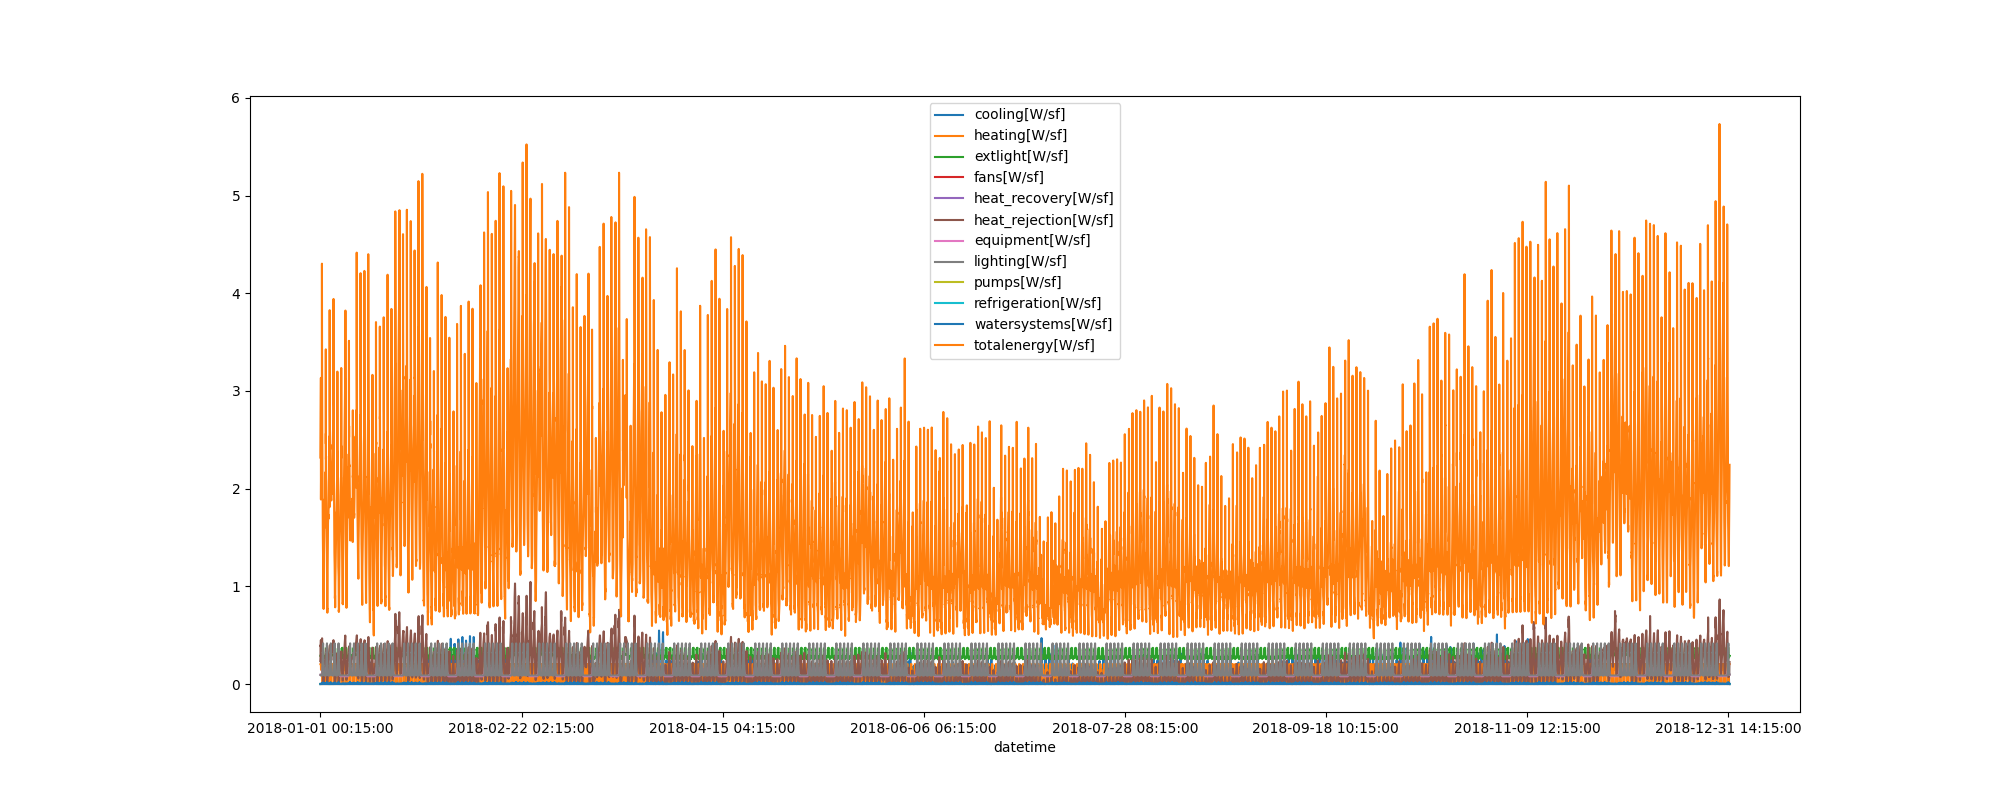 6
5
4
3
2
1
0
cooling[W/sf]
heating[W/sf]
extlight[W/sf]
fans[W/sf]
heat_recovery[W/sf]
heat_rejection[W/sf]
equipment[W/sf]
lighting[W/sf]
pumps[W/sf]
refrigeration[W/sf]
watersystems[W/sf]
totalenergy[W/sf]
2018-01-01 00:15:00 2018-02-22 02:15:00 2018-04-15 04:15:00 2018-06-06 06:15:00 2018-07-28 08:15:00 2018-09-18 10:15:00 2018-11-09 12:15:00 2018-12-31 14:15:00
datetime